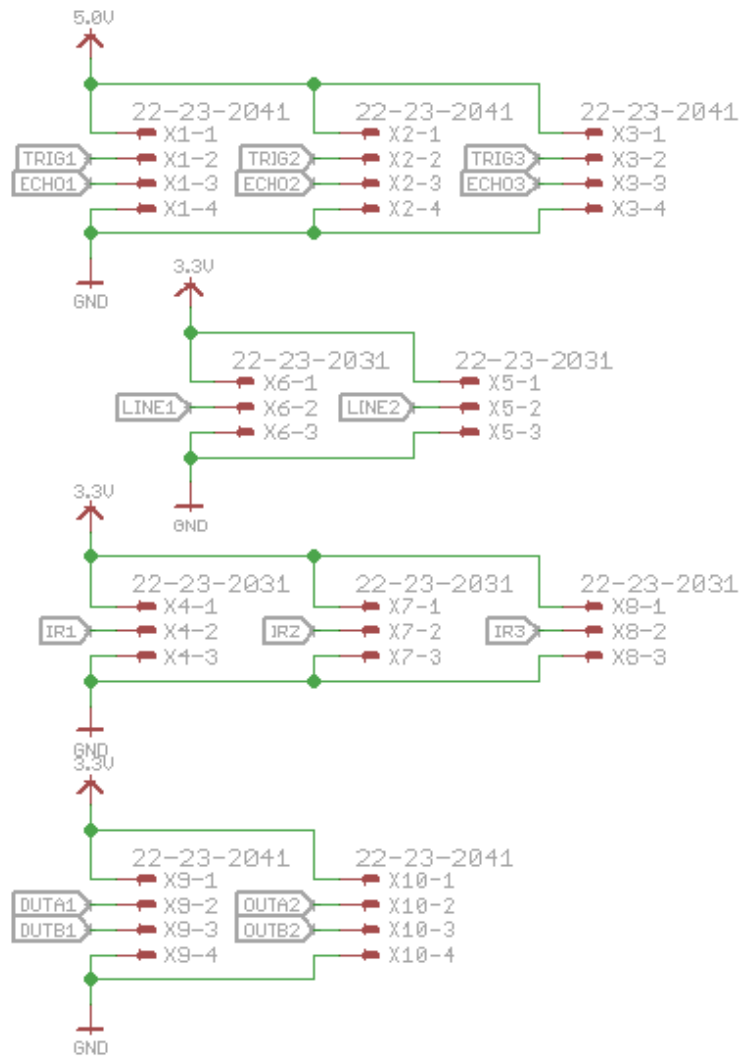 5.0V
22-23-2041 22-23-2041 22-23-2041
X1-1 X2-1 X3-1
TRIG1 X1-2 TRIG2 X2-2 TRIG3 X3-2
ECHO1 X1-3 ECHO2 X2-3 ECHO3 X3-3
X1-4 X2-4 X3-4
GND
3.3V
22-23-2031 22-23-2031
X6-1 X5-1
LINE1 X6-2 LINE2 X5-2
X6-3 X5-3
GND
3.3V
22-23-2031 22-23-2031 22-23-2031
X4-1 X7-1 X8-1
IR1 X4-2 IR2 X7-2 IR3 X8-2
X4-3 X7-3 X8-3
GND
3.3V
22-23-2041 22-23-2041
X9-1 X10-1
OUTA1 X9-2 OUTA2 X10-2
OUTB1 X9-3 OUTB2 X10-3
X9-4 X10-4
GND